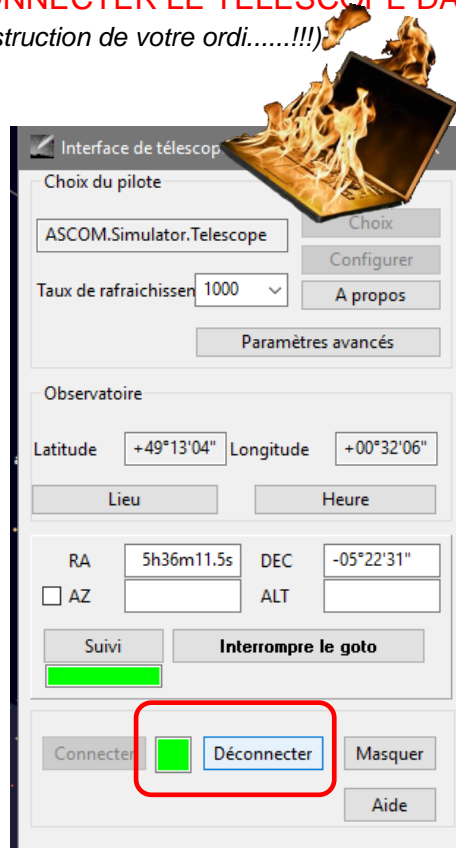 CONNECTER LE TELESCOPE DA
struction de votre ordi......!!!)
Interface de télescop
Choix du pilote
ASCOM.Simulator.Telescope
Choix
Configurer
Taux de rafraichissen 1000
A propos
Paramètres avancés
Observatoire
Latitude +49°13'04" Longitude +00°32'06"
Lieu Heure
RA 5h36m11.5s DEC -05°22'31"
AZ ALT
Suivi Interrompre le goto
Connecter Déconnecter Masquer
Aide